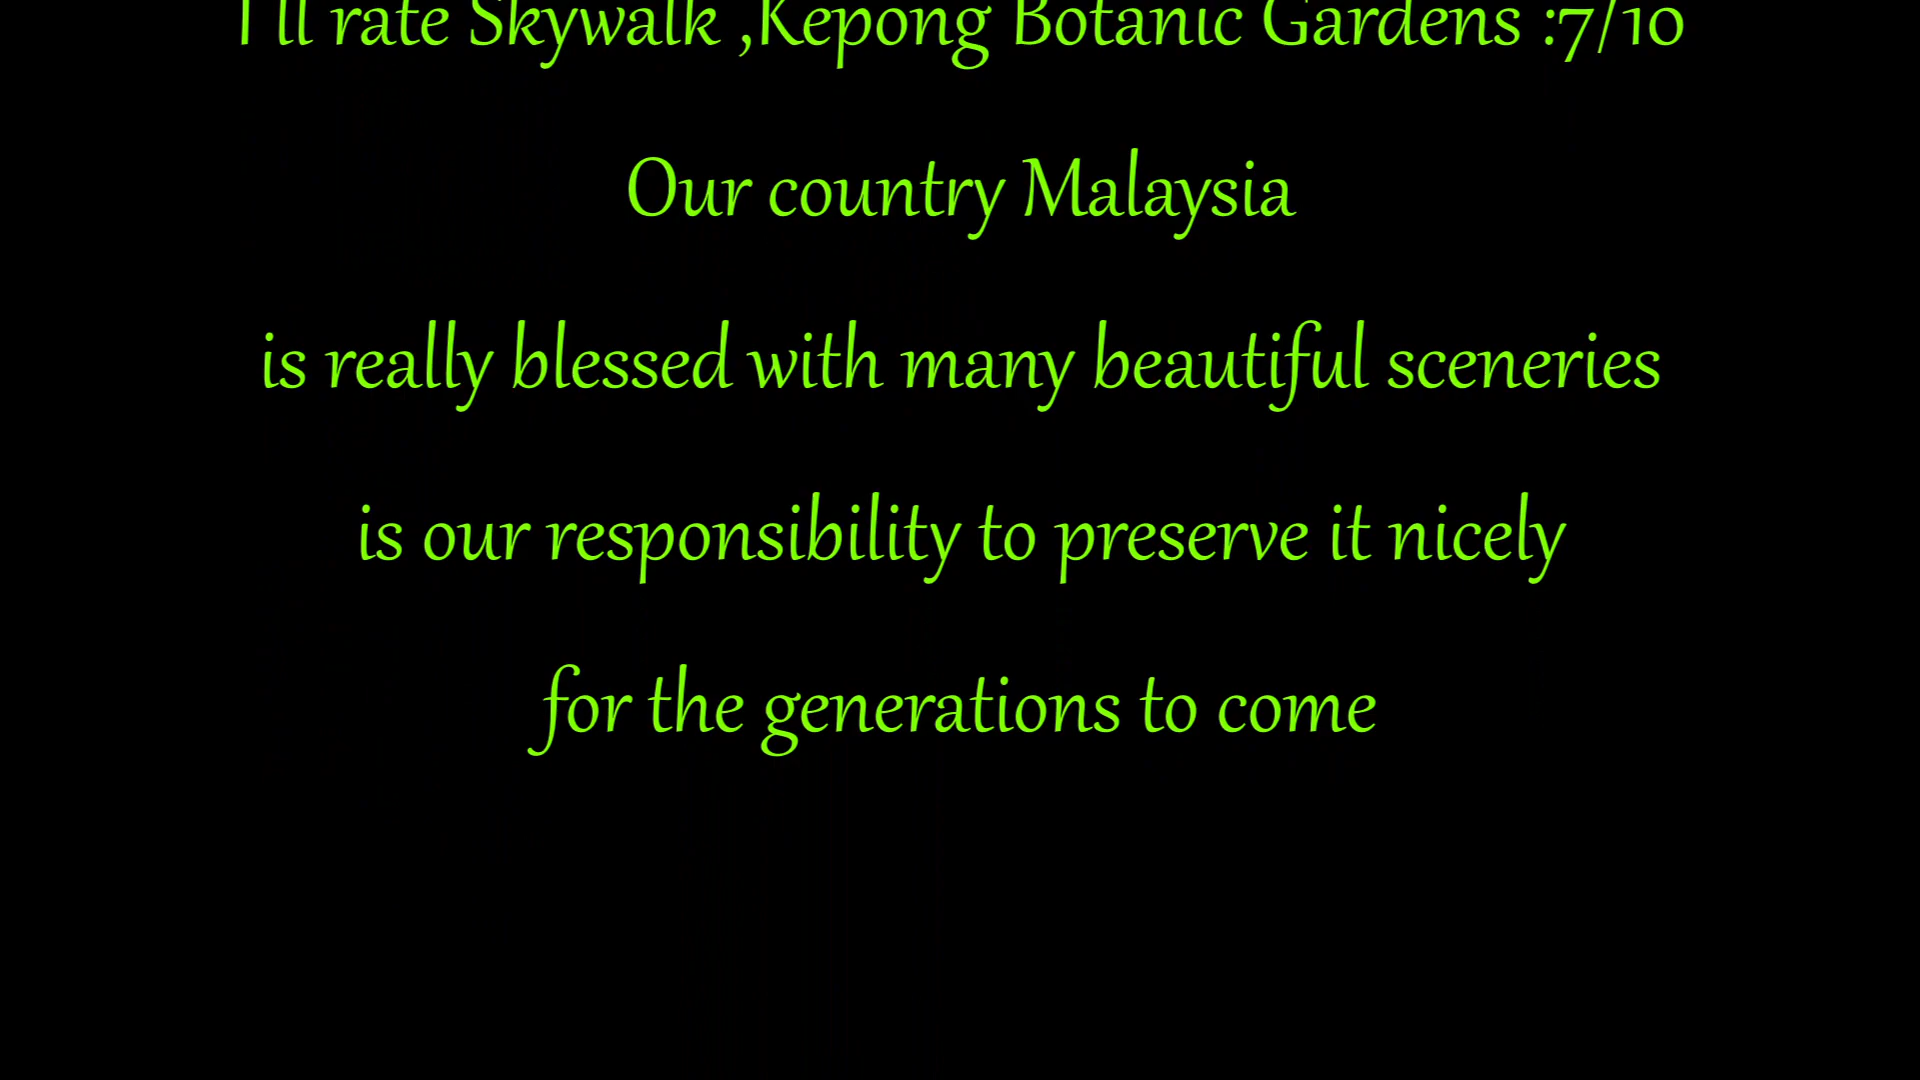 I'll rate Skywalk ,Kepong Botanic Gardens :7/10
Our country Malaysia
is really blessed with many beautiful sceneries
is our responsibility to preserve it nicely
for the generations to come